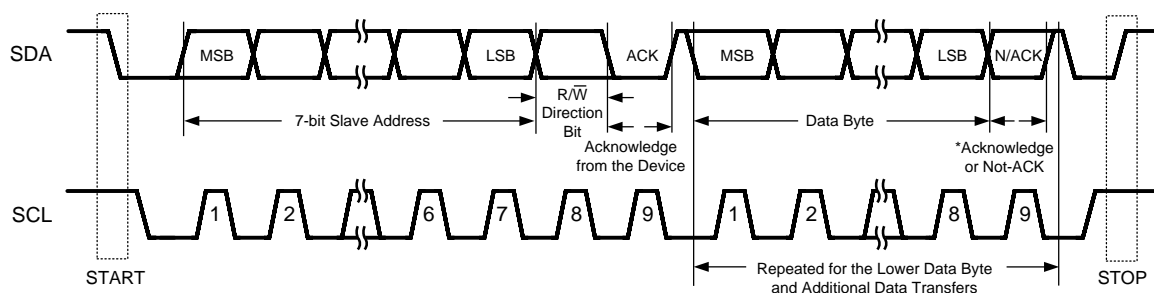 SDA
MSB
LSB
ACK
MSB
LSB
N/ACK
R/W̅
Direction
Bit
7-bit Slave Address
Acknowledge
from the Device
Data Byte
*Acknowledge
or Not-ACK
SCL
1
2
6
7
8
9
1
2
8
9
START
Repeated for the Lower Data Byte
and Additional Data Transfers
STOP